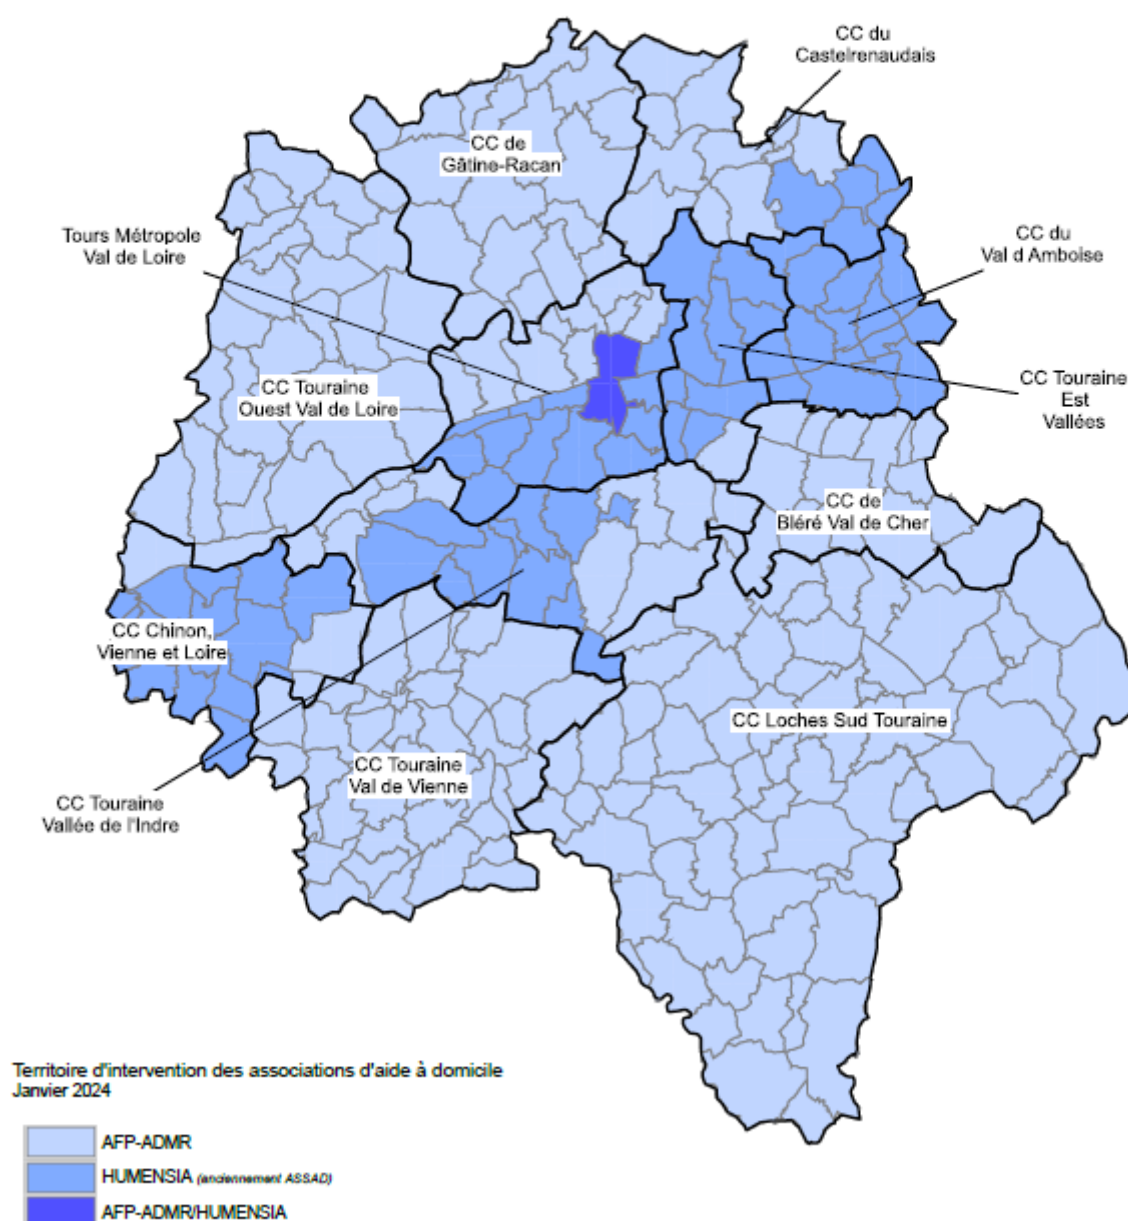 CC du
Castelrenaudais
CC de
Gâtine-Racan
Tours Métropole
Val de Loire
CC du
Val d Amboise
CC Touraine
Ouest Val de Loire
CC Touraine
Est
Vallées
CC de
Bléré Val de Cher
CC Chinon,
Vienne et Loire
CC Loches Sud Touraine
CC Touraine
Val de Vienne
CC Touraine
Vallée de l'Indre
Territoire d'intervention des associations d'aide à domicile
Janvier 2024
AFP-ADMR
HUMENSIA (anciennement ASSAD)
AFP-ADMR/HUMENSIA